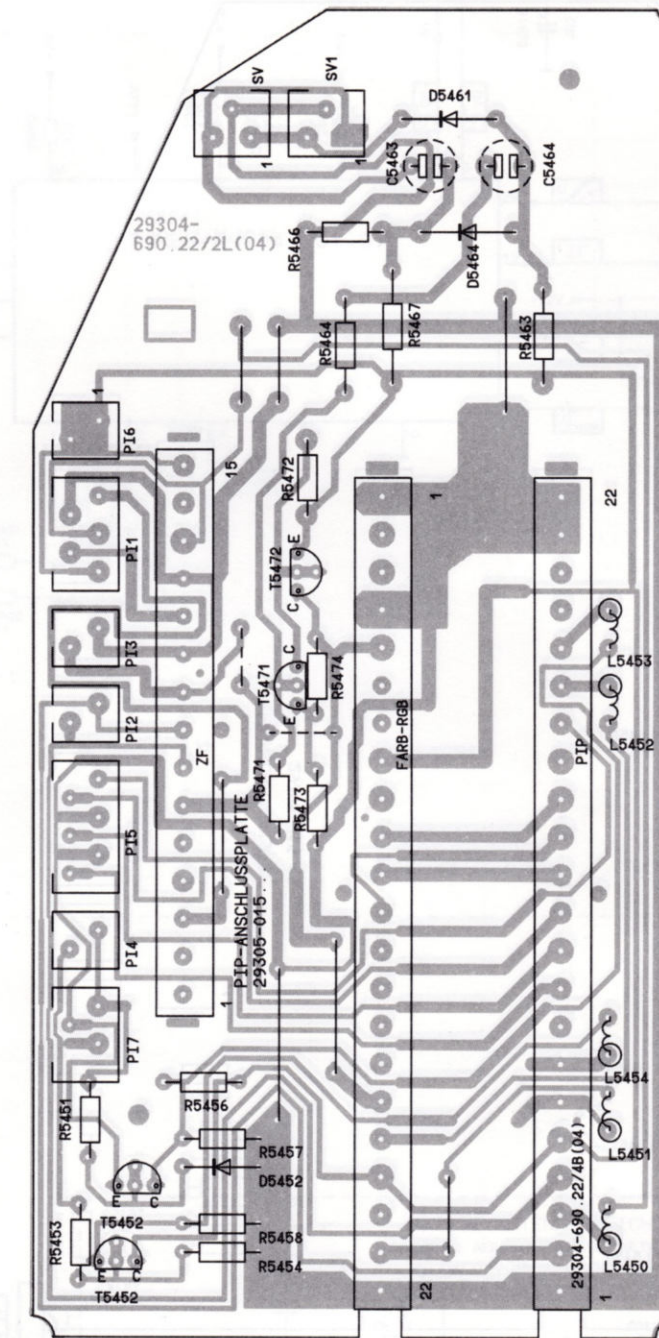 SV
SV1
1
1
D5461
C5463
C5464
29304-
690.22/2L(04)
R5466
D5464
R5464
R5467
R5463
1
PI6
15
R5472
1
22
PI1
E
T5472
C
PI3
C
T5471
E
R5474
L5453
PI2
ZF
FARB-RGB
PIP
L5452
R5471
R5473
PI5
PIP-ANSCHLUSSPLATTE
29305-015...
PI4
1
PI7
L5454
R5451
R5456
R5457
L5451
D5452
E
C
T5452
R5453
R5458
R5454
29304-690.22/4B(04)
L5450
E
C
T5452
22
1